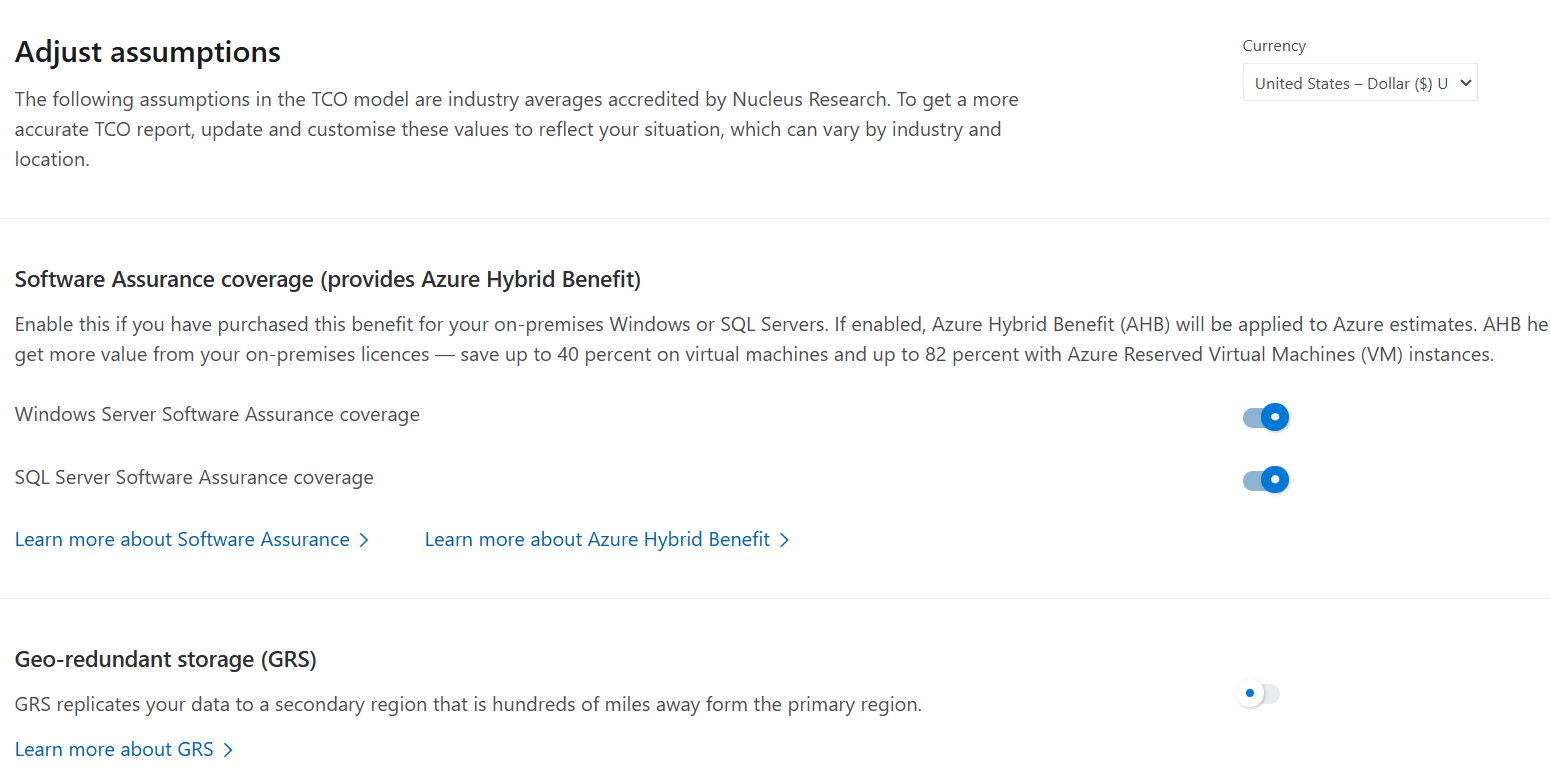 Adjust assumptions
Currency
United States – Dollar ($) U
The following assumptions in the TCO model are industry averages accredited by Nucleus Research. To get a more
accurate TCO report, update and customise these values to reflect your situation, which can vary by industry and
location.
Software Assurance coverage (provides Azure Hybrid Benefit)
Enable this if you have purchased this benefit for your on-premises Windows or SQL Servers. If enabled, Azure Hybrid Benefit (AHB) will be applied to Azure estimates. AHB he
get more value from your on-premises licences — save up to 40 percent on virtual machines and up to 82 percent with Azure Reserved Virtual Machines (VM) instances.
Windows Server Software Assurance coverage
SQL Server Software Assurance coverage
Learn more about Software Assurance
Learn more about Azure Hybrid Benefit
Geo-redundant storage (GRS)
GRS replicates your data to a secondary region that is hundreds of miles away form the primary region.
Learn more about GRS